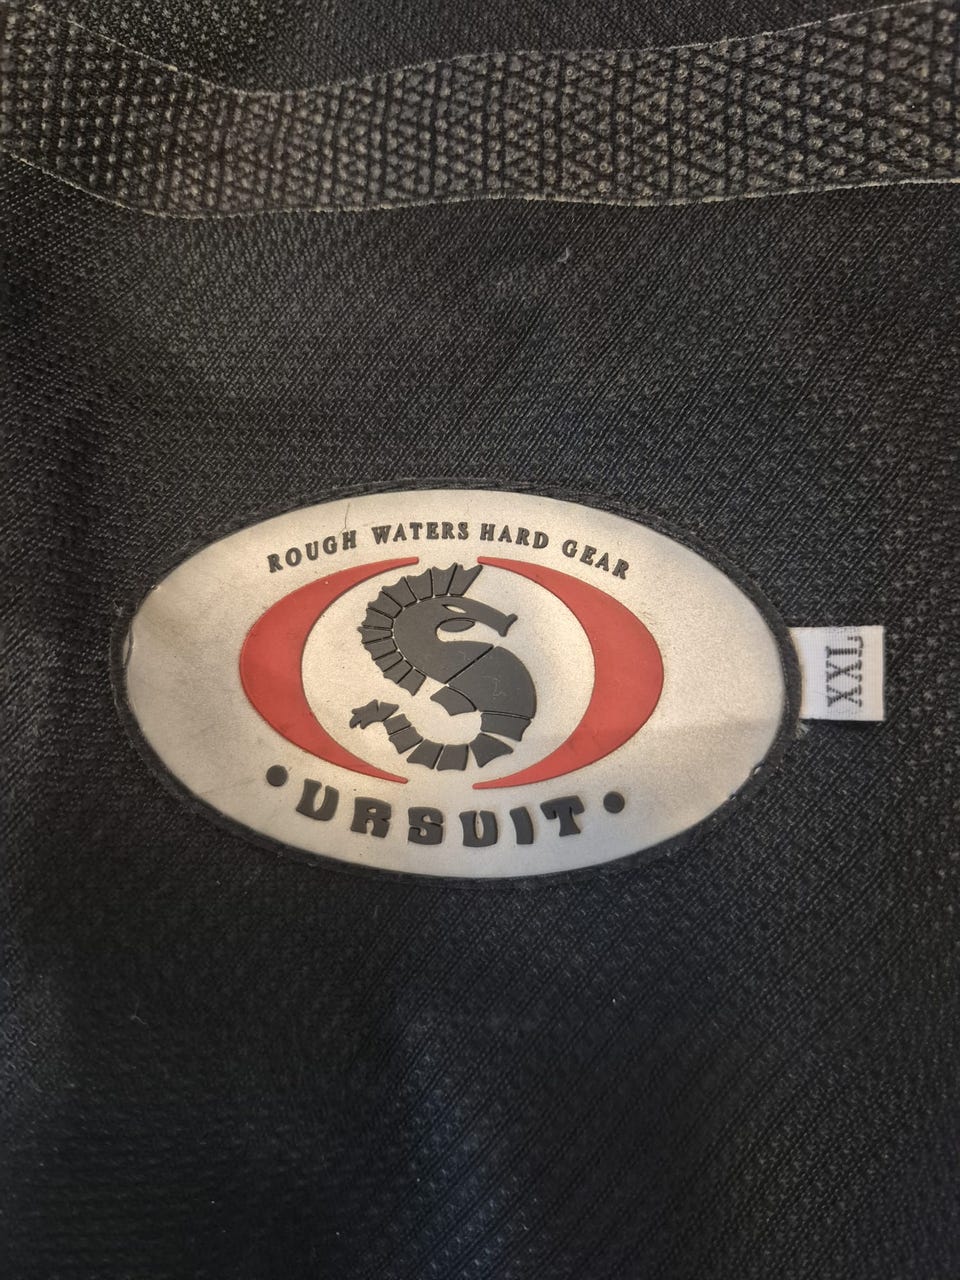 ROUGH WATERS HARD GEAR
• URSUIT •
XXL